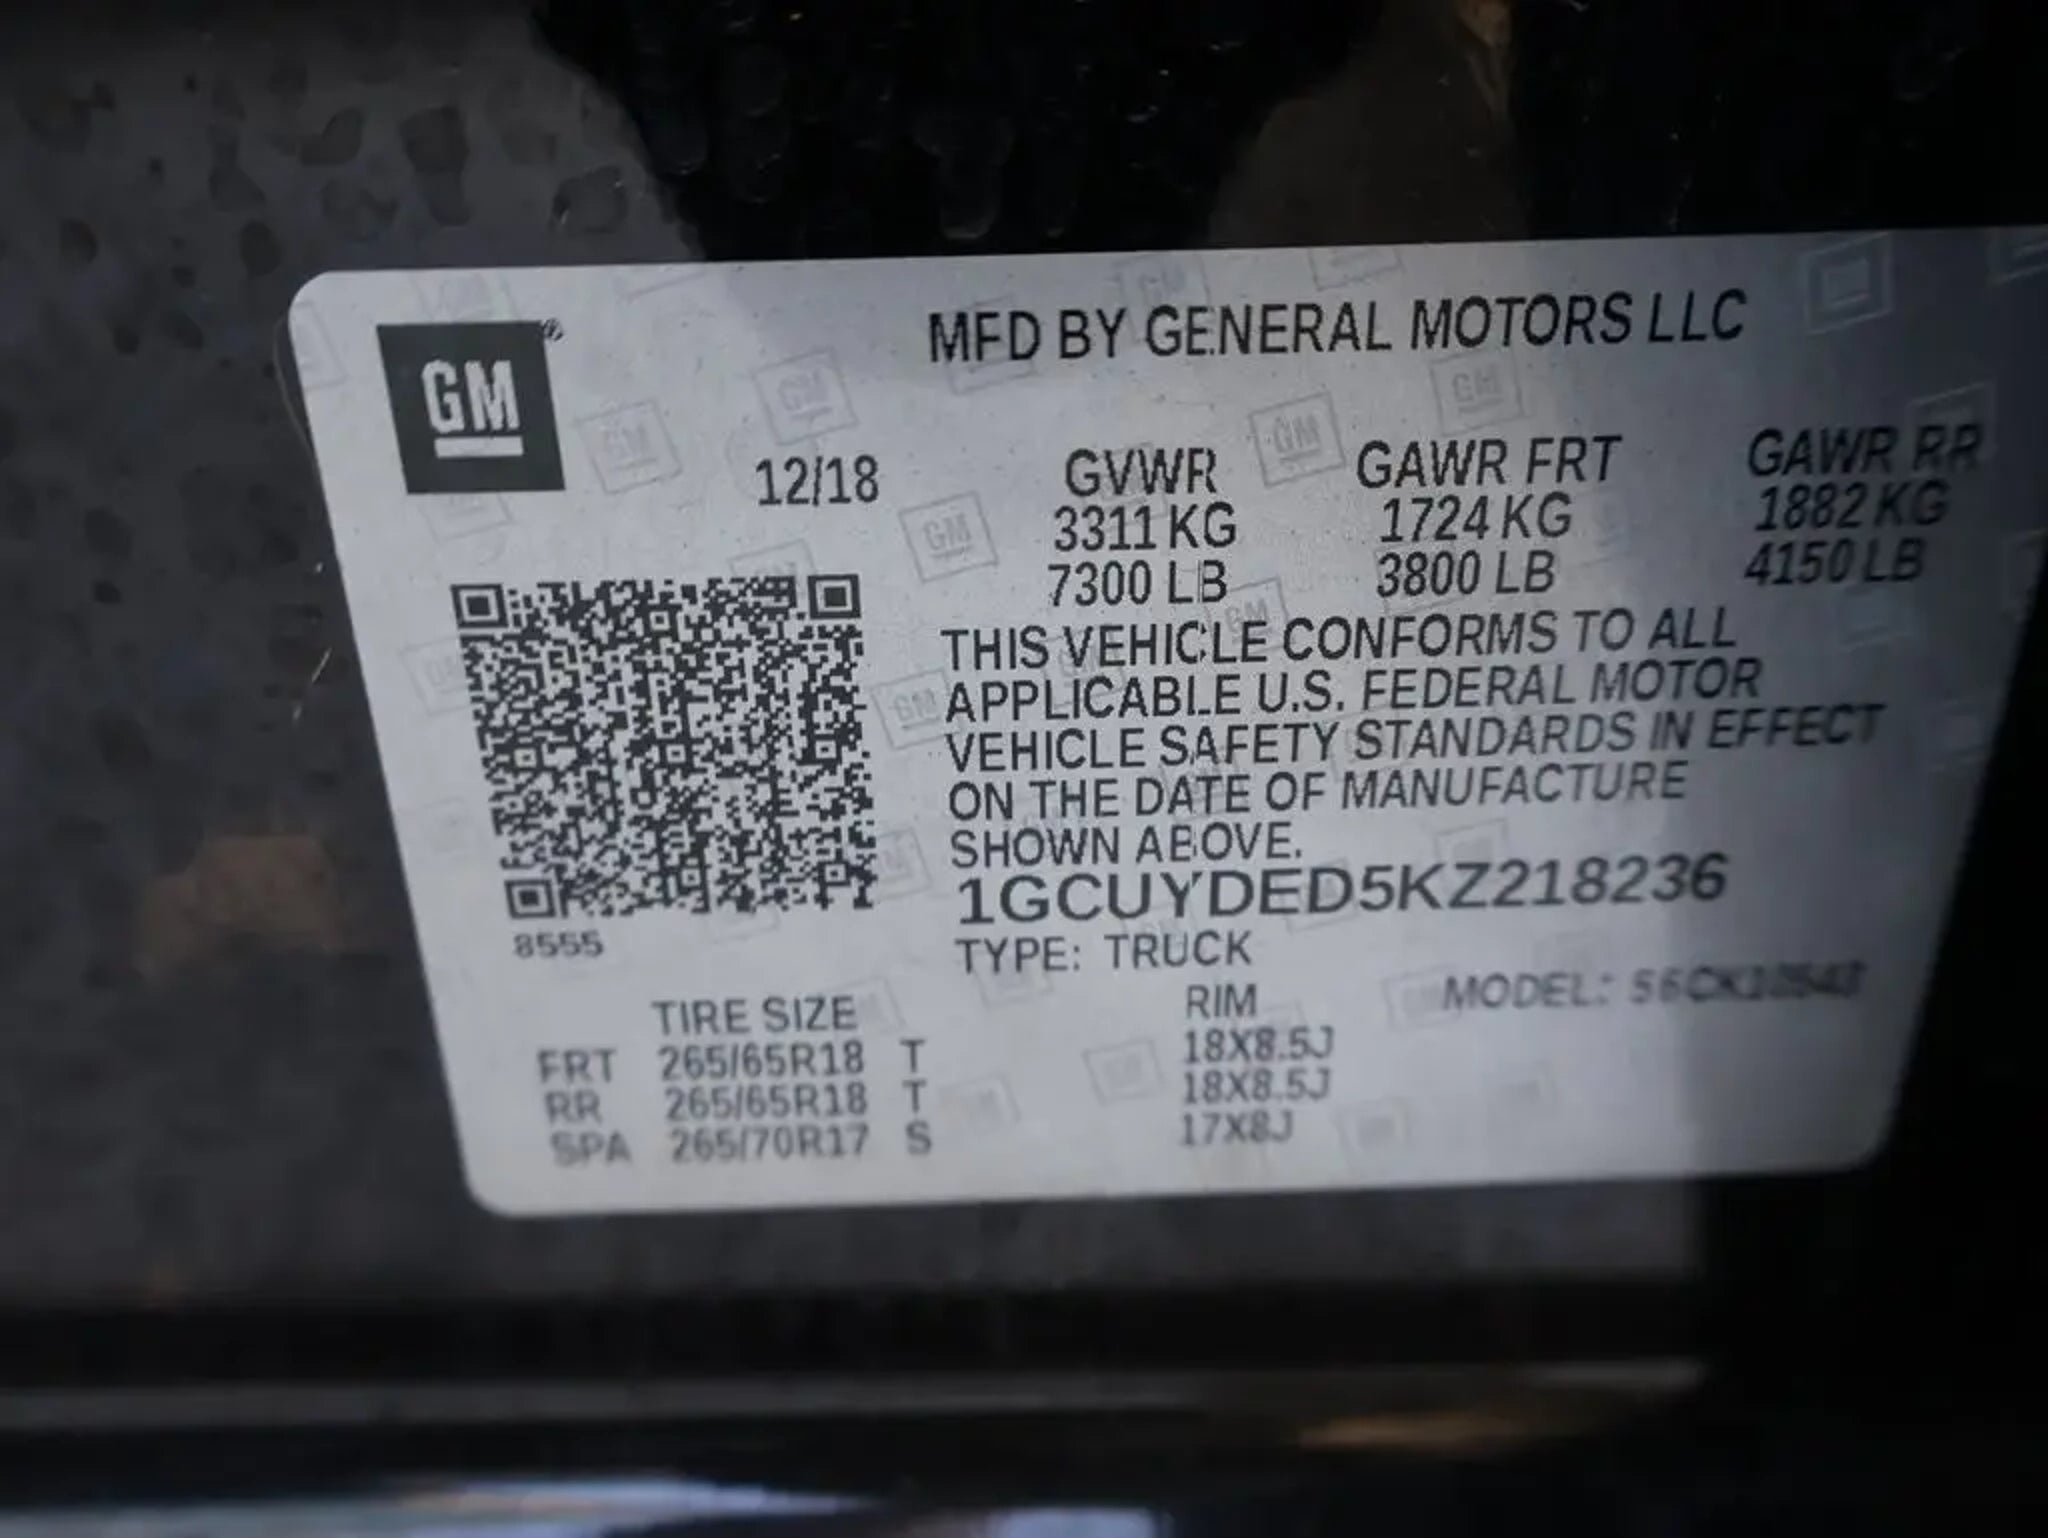 GM
®
MFD BY GENERAL MOTORS LLC
12/18 GVWR GAWR FRT GAWR RR
3311 KG 1724 KG 1882 KG
7300 LB 3800 LB 4150 LB
THIS VEHICLE CONFORMS TO ALL
APPLICABLE U.S. FEDERAL MOTOR
VEHICLE SAFETY STANDARDS IN EFFECT
ON THE DATE OF MANUFACTURE
SHOWN ABOVE.
1GCUYDED5KZ218236
8555
TYPE: TRUCK
MODEL:
TIRE SIZE RIM
FRT 265/65R18 T 18X8.5J
RR 265/65R18 T 18X8.5J
SPA 265/70R17 S 17X8J